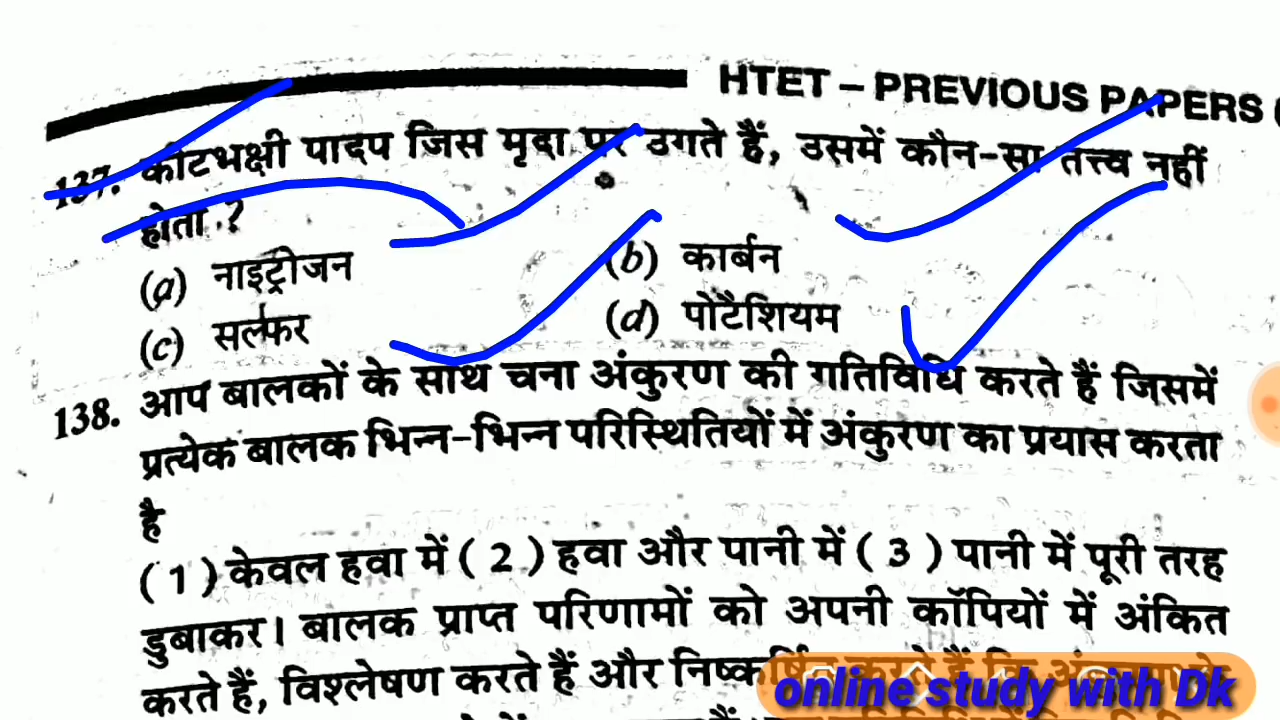 HTET – PREVIOUS PAPERS (
137. कीटभक्षी पादप जिस मृदा पर उगते हैं, उसमें कौन-सा तत्त्व नहीं
होता ?
(a) नाइट्रोजन (b) कार्बन
(c) सल्फर (d) पोटैशियम
138. आप बालकों के साथ चना अंकुरण की गतिविधि करते हैं जिसमें
प्रत्येक बालक भिन्न-भिन्न परिस्थितियों में अंकुरण का प्रयास करता
है
(1) केवल हवा में (2) हवा और पानी में (3) पानी में पूरी तरह
डुबाकर। बालक प्राप्त परिणामों को अपनी कॉपियों में अंकित
करते हैं, विश्लेषण करते हैं और निष्कर्षित करते हैं कि
online study with Dk